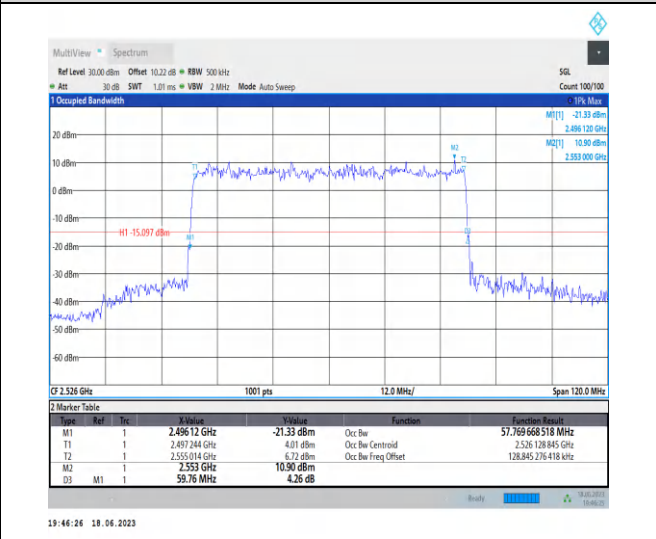 MultiView Spectrum
Ref Level 30.00 dBm Offset 10.22 dB RBW 500 kHz SGL
Att 30 dB SWT 1.01 ms VBW 2 MHz Mode Auto Sweep Count 100/100
1 Occupied Bandwidth 1Pk Max
M1[1] -21.33 dBm
2.496 120 GHz
M2[1] 10.90 dBm
2.553 000 GHz
20 dBm
M2
T2
10 dBm
T1
0 dBm
-10 dBm
H1 -15.097 dBm
D3
M1
-20 dBm
-30 dBm
-40 dBm
-50 dBm
-60 dBm
CF 2.526 GHz 1001 pts 12.0 MHz/ Span 120.0 MHz
2 Marker Table
Type Ref Trc X-Value Y-Value Function Function Result
M1 1 2.49612 GHz -21.33 dBm Occ Bw 57.769 668 518 MHz
T1 1 2.497 244 GHz 4.01 dBm Occ Bw Centroid 2.526 128 845 GHz
T2 1 2.555 014 GHz 6.72 dBm Occ Bw Freq Offset 128.845 276 418 kHz
M2 1 2.553 GHz 10.90 dBm
D3 M1 1 59.76 MHz 4.26 dB
Ready 18.06.2023
19:46:26
19:46:26 18.06.2023